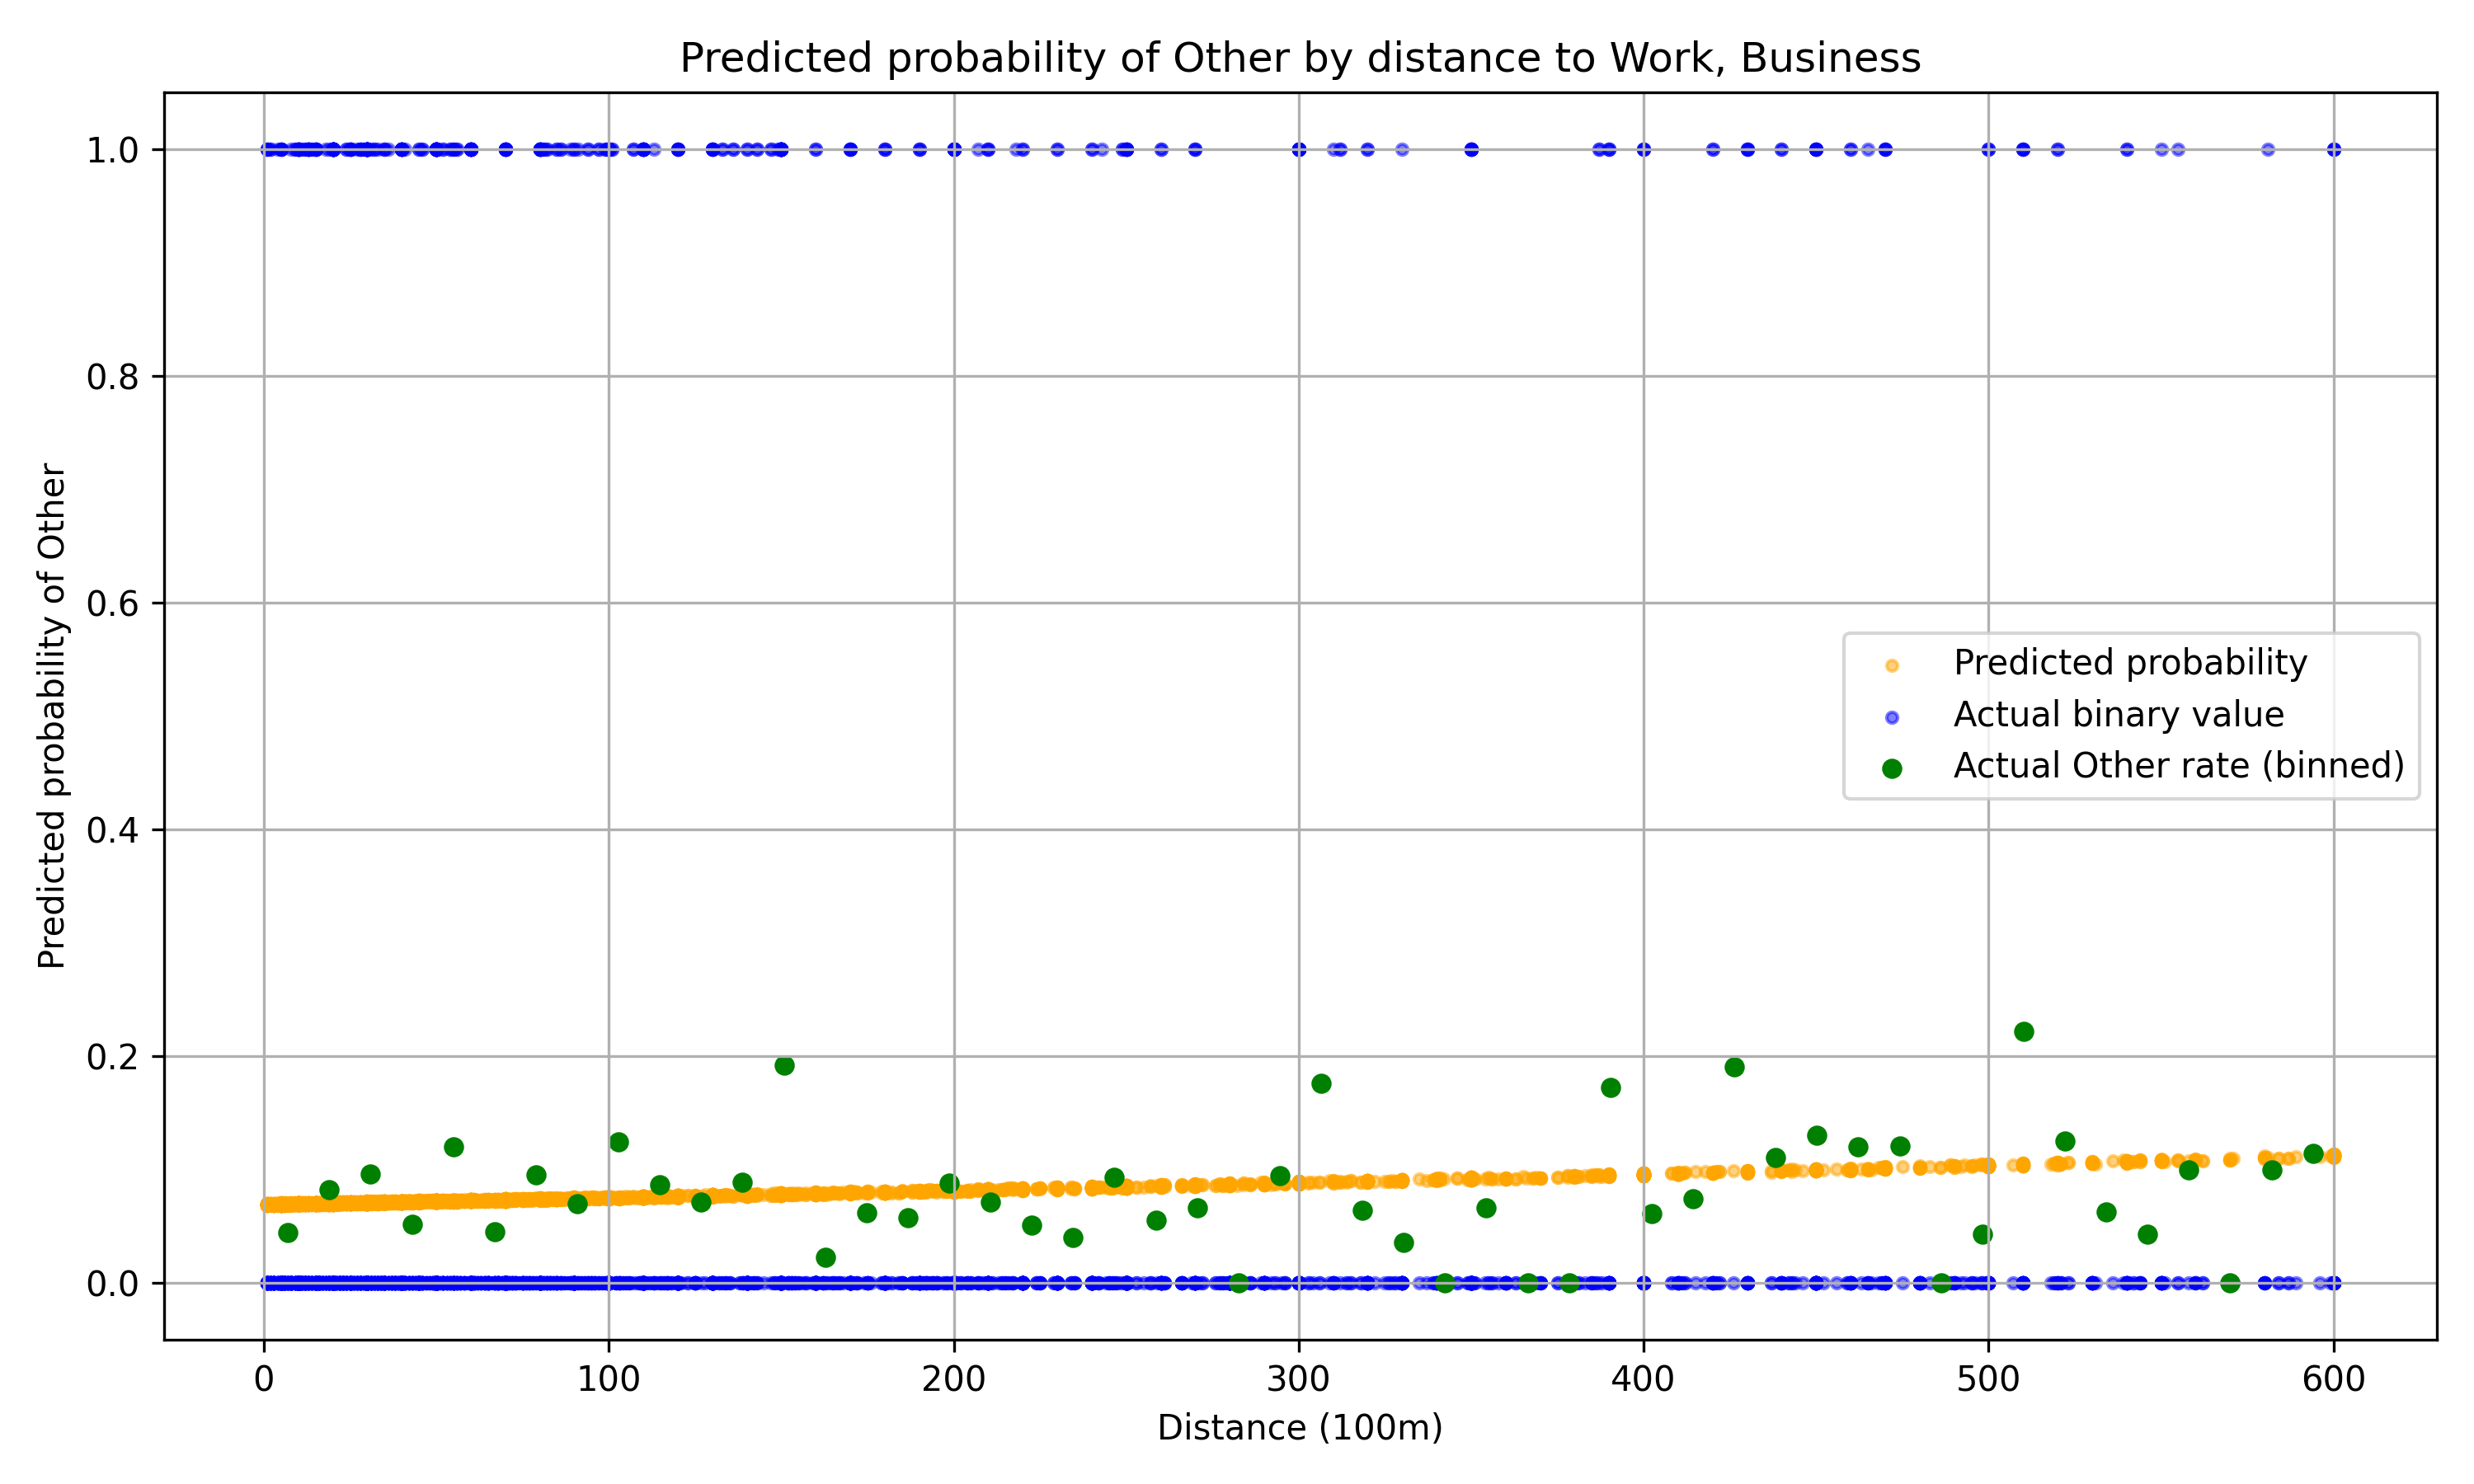 Predicted probability of Other by distance to Work, Business
Predicted probability of Other
1.0
0.8
0.6
0.4
0.2
0.0
Predicted probability
Actual binary value
Actual Other rate (binned)
0 100 200 300 400 500 600
Distance (100m)